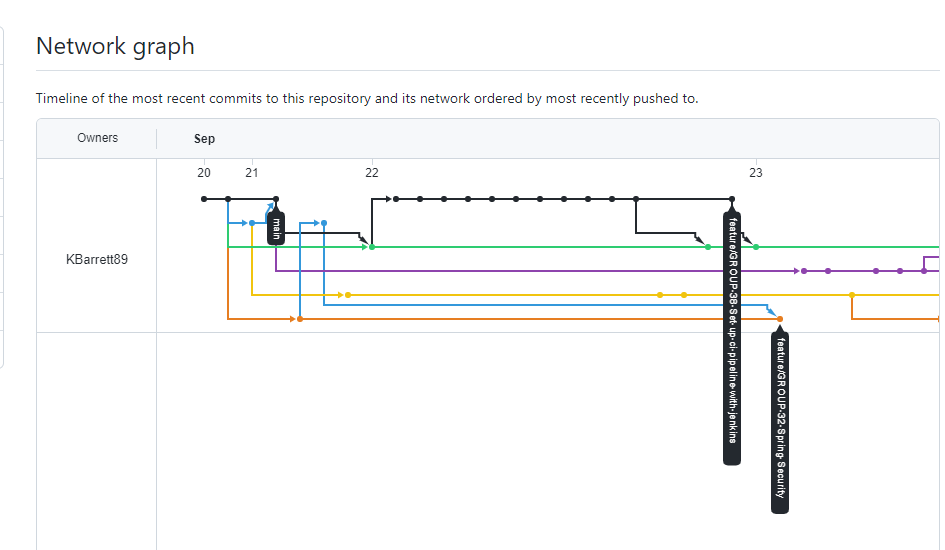 Network graph
Timeline of the most recent commits to this repository and its network ordered by most recently pushed to.
Owners
Sep
20
21
22
23
KBarrett89
main
feature/GROUP-38-Set-up-ci-pipeline-with-jenkins
feature/GROUP-32-Spring-Security